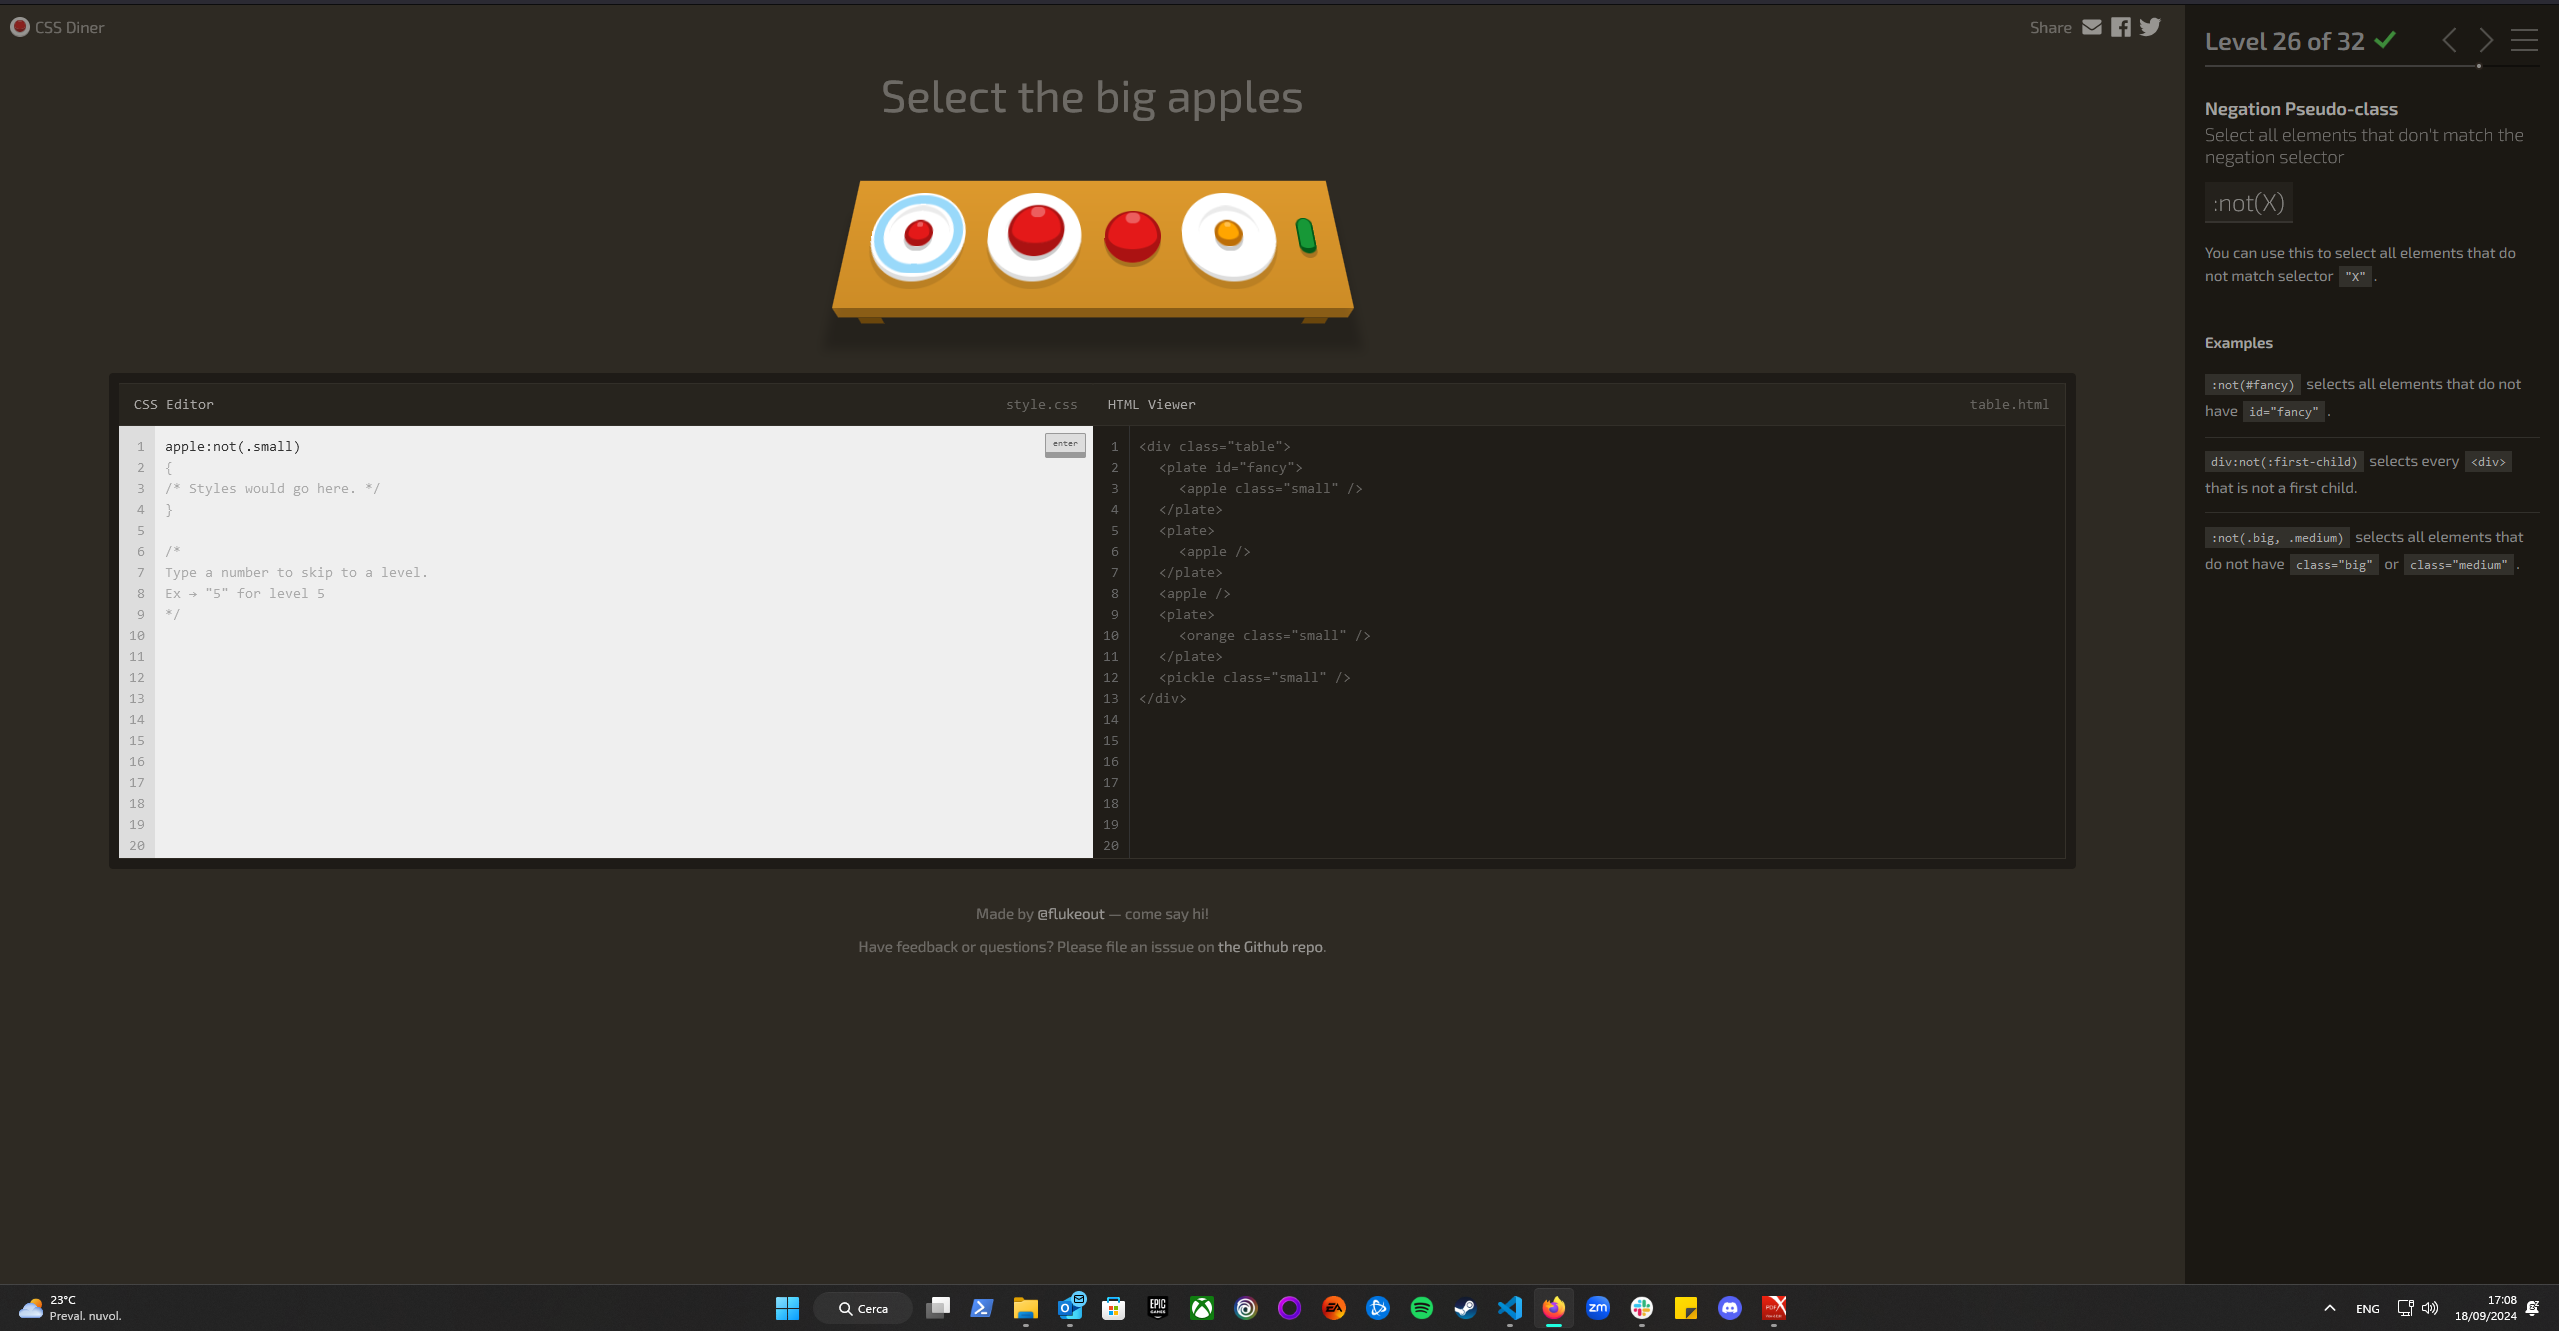 CSS Diner
Share
Select the big apples
CSS Editor
style.css
1 apple:not(.small)
enter
2 {
3 /* Styles would go here. */
4 }
5
6 /*
7 Type a number to skip to a level.
8 Ex → "5" for level 5
9 */
10
11
12
13
14
15
16
17
18
19
20
HTML Viewer
table.html
1 <div class="table">
2 <plate id="fancy">
3 <apple class="small" />
4 </plate>
5 <plate>
6 <apple />
7 </plate>
8 <apple />
9 <plate>
10 <orange class="small" />
11 </plate>
12 <pickle class="small" />
13 </div>
14
15
16
17
18
19
20
Made by @flukeout — come say hi!
Have feedback or questions? Please file an isssue on the Github repo.
Level 26 of 32
Negation Pseudo-class
Select all elements that don't match the
negation selector
:not(X)
You can use this to select all elements that do
not match selector "X".
Examples
:not(#fancy) selects all elements that do not
have id="fancy".
div:not(:first-child) selects every <div>
that is not a first child.
:not(.big, .medium) selects all elements that
do not have class="big" or class="medium".
23°C
Preval. nuvol.
Cerca
EPIC
GAMES
EA
zm
ENG
17:08
18/09/2024